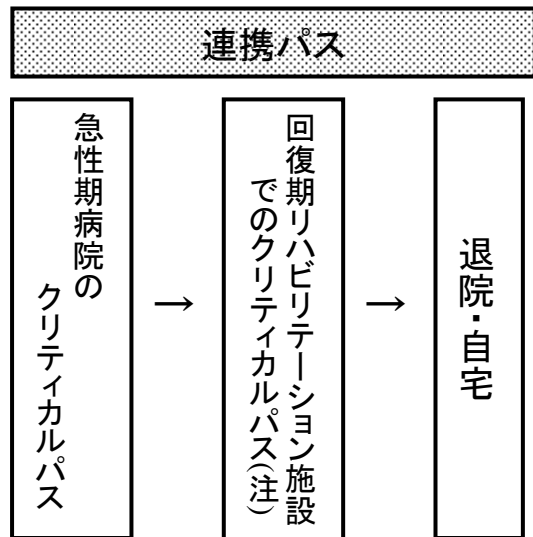 連携パス
急性期病院の
クリティカルパス
→
回復期リハビリテーション施設
でのクリティカルパス(注)
→
退院・自宅